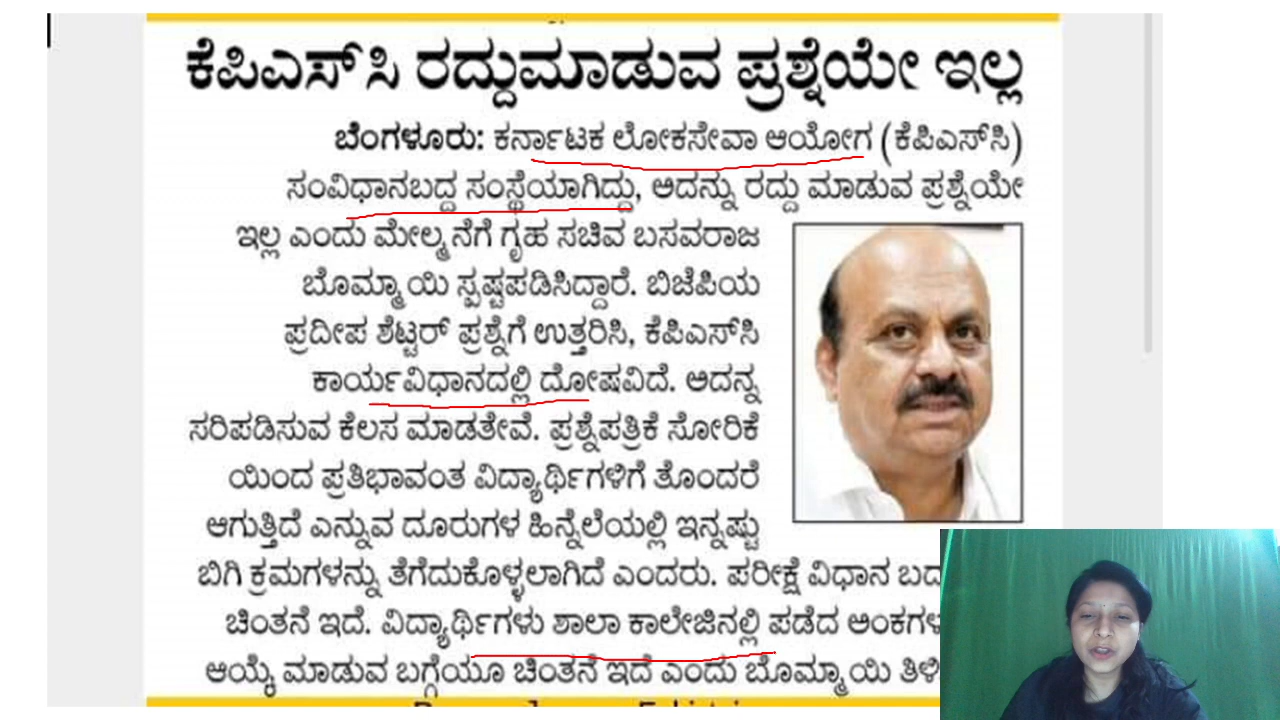 ಕೆಪಿಎಸ್‌ಸಿ ರದ್ದುಮಾಡುವ ಪ್ರಶ್ನೆಯೇ ಇಲ್ಲ
ಬೆಂಗಳೂರು: ಕರ್ನಾಟಕ ಲೋಕಸೇವಾ ಆಯೋಗ (ಕೆಪಿಎಸ್‌ಸಿ)
ಸಂವಿಧಾನಬದ್ದ ಸಂಸ್ಥೆಯಾಗಿದ್ದು, ಅದನ್ನು ರದ್ದು ಮಾಡುವ ಪ್ರಶ್ನೆಯೇ
ಇಲ್ಲ ಎಂದು ಮೇಲ್ಮನೆಗೆ ಗೃಹ ಸಚಿವ ಬಸವರಾಜ
ಬೊಮ್ಮಾಯಿ ಸ್ಪಷ್ಟಪಡಿಸಿದ್ದಾರೆ. ಬಿಜೆಪಿಯ
ಪ್ರದೀಪ ಶೆಟ್ಟರ್ ಪ್ರಶ್ನೆಗೆ ಉತ್ತರಿಸಿ, ಕೆಪಿಎಸ್‌ಸಿ
ಕಾರ್ಯವಿಧಾನದಲ್ಲಿ ದೋಷವಿದೆ. ಅದನ್ನ
ಸರಿಪಡಿಸುವ ಕೆಲಸ ಮಾಡತೇವೆ. ಪ್ರಶ್ನೆಪತ್ರಿಕೆ ಸೋರಿಕೆ
ಯಿಂದ ಪ್ರತಿಭಾವಂತ ವಿದ್ಯಾರ್ಥಿಗಳಿಗೆ ತೊಂದರೆ
ಆಗುತ್ತಿದೆ ಎನ್ನುವ ದೂರುಗಳ ಹಿನ್ನೆಲೆಯಲ್ಲಿ ಇನ್ನಷ್ಟು
ಬಿಗಿ ಕ್ರಮಗಳನ್ನು ತೆಗೆದುಕೊಳ್ಳಲಾಗಿದೆ ಎಂದರು. ಪರೀಕ್ಷೆ ವಿಧಾನ
ಚಿಂತನೆ ಇದೆ. ವಿದ್ಯಾರ್ಥಿಗಳು ಶಾಲಾ ಕಾಲೇಜಿನಲ್ಲಿ ಪಡೆದ
ಆಯ್ಕೆ ಮಾಡುವ ಬಗ್ಗೆಯೂ ಚಿಂತನೆ ಇದೆ ಎಂದು ಬೊಮ್ಮಾಯಿ